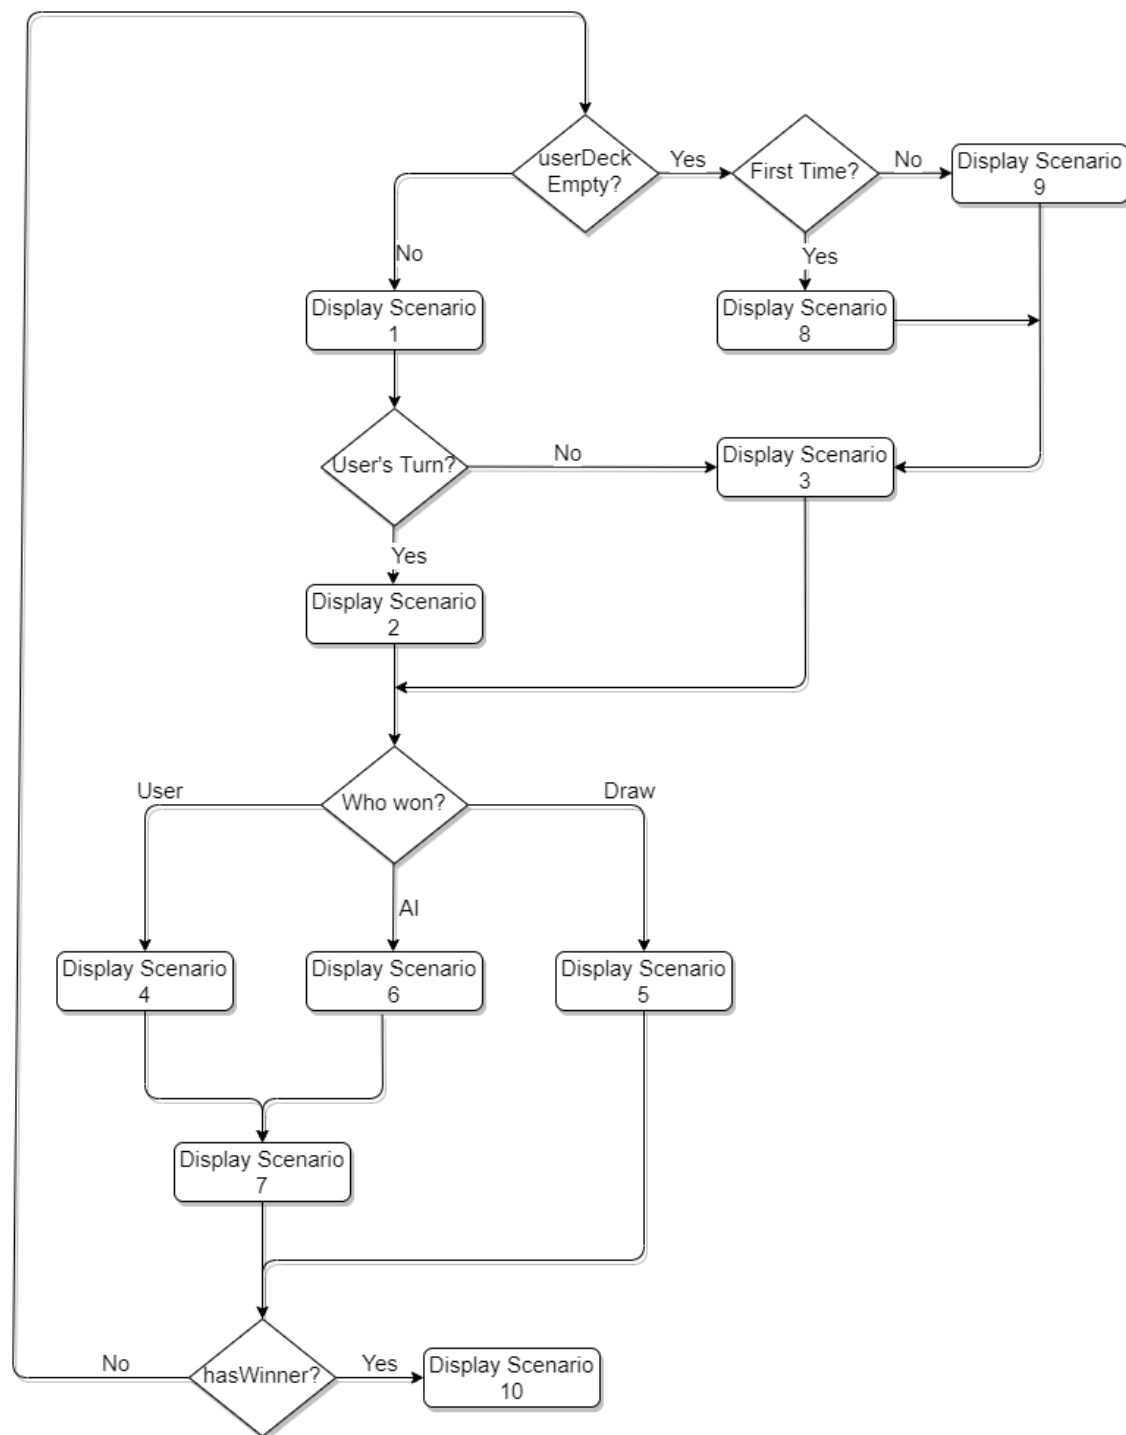 userDeck
Empty?
Yes
First Time?
No
Display Scenario
9
No
Yes
Display Scenario
1
Display Scenario
8
User's Turn?
No
Display Scenario
3
Yes
Display Scenario
2
User
Who won?
Draw
AI
Display Scenario
4
Display Scenario
6
Display Scenario
5
Display Scenario
7
No
hasWinner?
Yes
Display Scenario
10